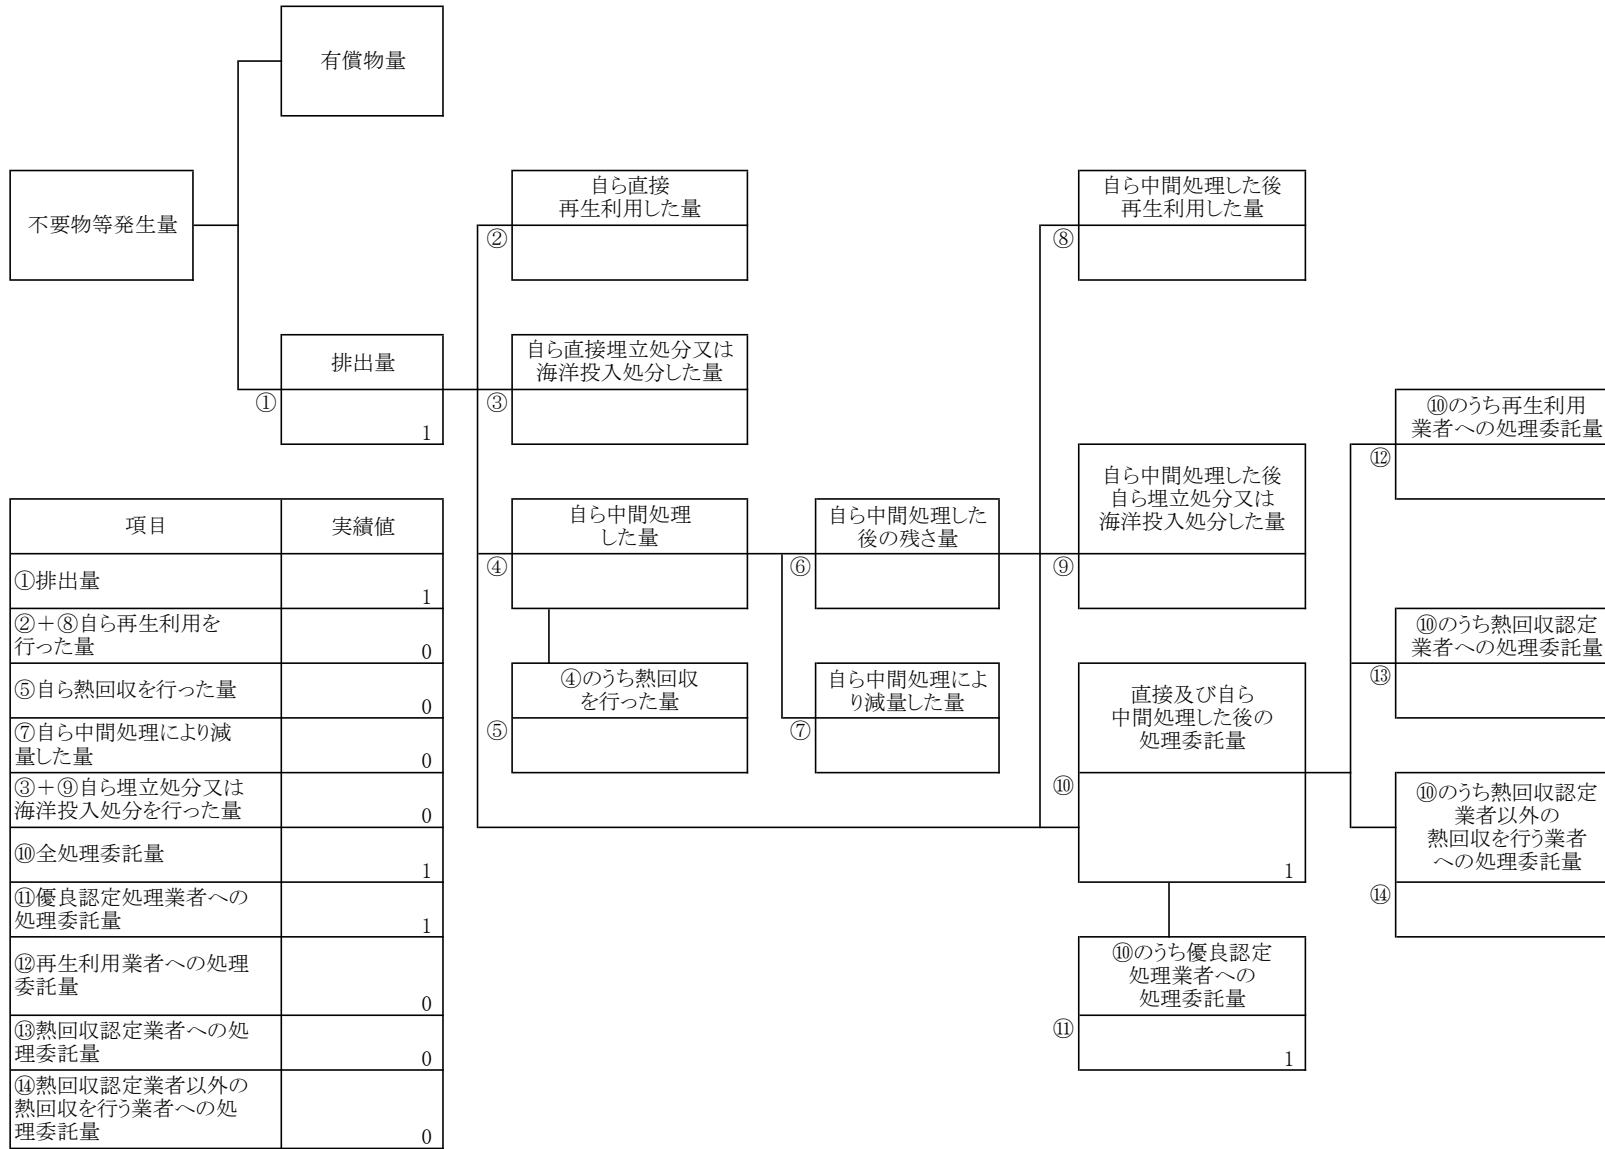 有償物量
不要物等発生量
自ら直接
再生利用した量
②
自ら中間処理した後
再生利用した量
⑧
排出量
①
1
自ら直接埋立処分又は
海洋投入処分した量
③
⑩のうち再生利用
業者への処理委託量
⑫
自ら中間処理
した量
④
自ら中間処理した
後の残さ量
⑥
自ら中間処理した後
自ら埋立処分又は
海洋投入処分した量
⑨
④のうち熱回収
を行った量
⑤
自ら中間処理によ
り減量した量
⑦
直接及び自ら
中間処理した後の
処理委託量
⑩
1
⑩のうち熱回収認定
業者への処理委託量
⑬
⑩のうち熱回収認定
業者以外の
熱回収を行う業者
への処理委託量
⑭
⑩のうち優良認定
処理業者への
処理委託量
⑪
1
項目 実績値
①排出量
1
②+⑧自ら再生利用を
行った量
0
⑤自ら熱回収を行った量
0
⑦自ら中間処理により減
量した量
0
③+⑨自ら埋立処分又は
海洋投入処分を行った量
0
⑩全処理委託量
1
⑪優良認定処理業者への
処理委託量
1
⑫再生利用業者への処理
委託量
0
⑬熱回収認定業者への処
理委託量
0
⑭熱回収認定業者以外の
熱回収を行う業者への処
理委託量
0